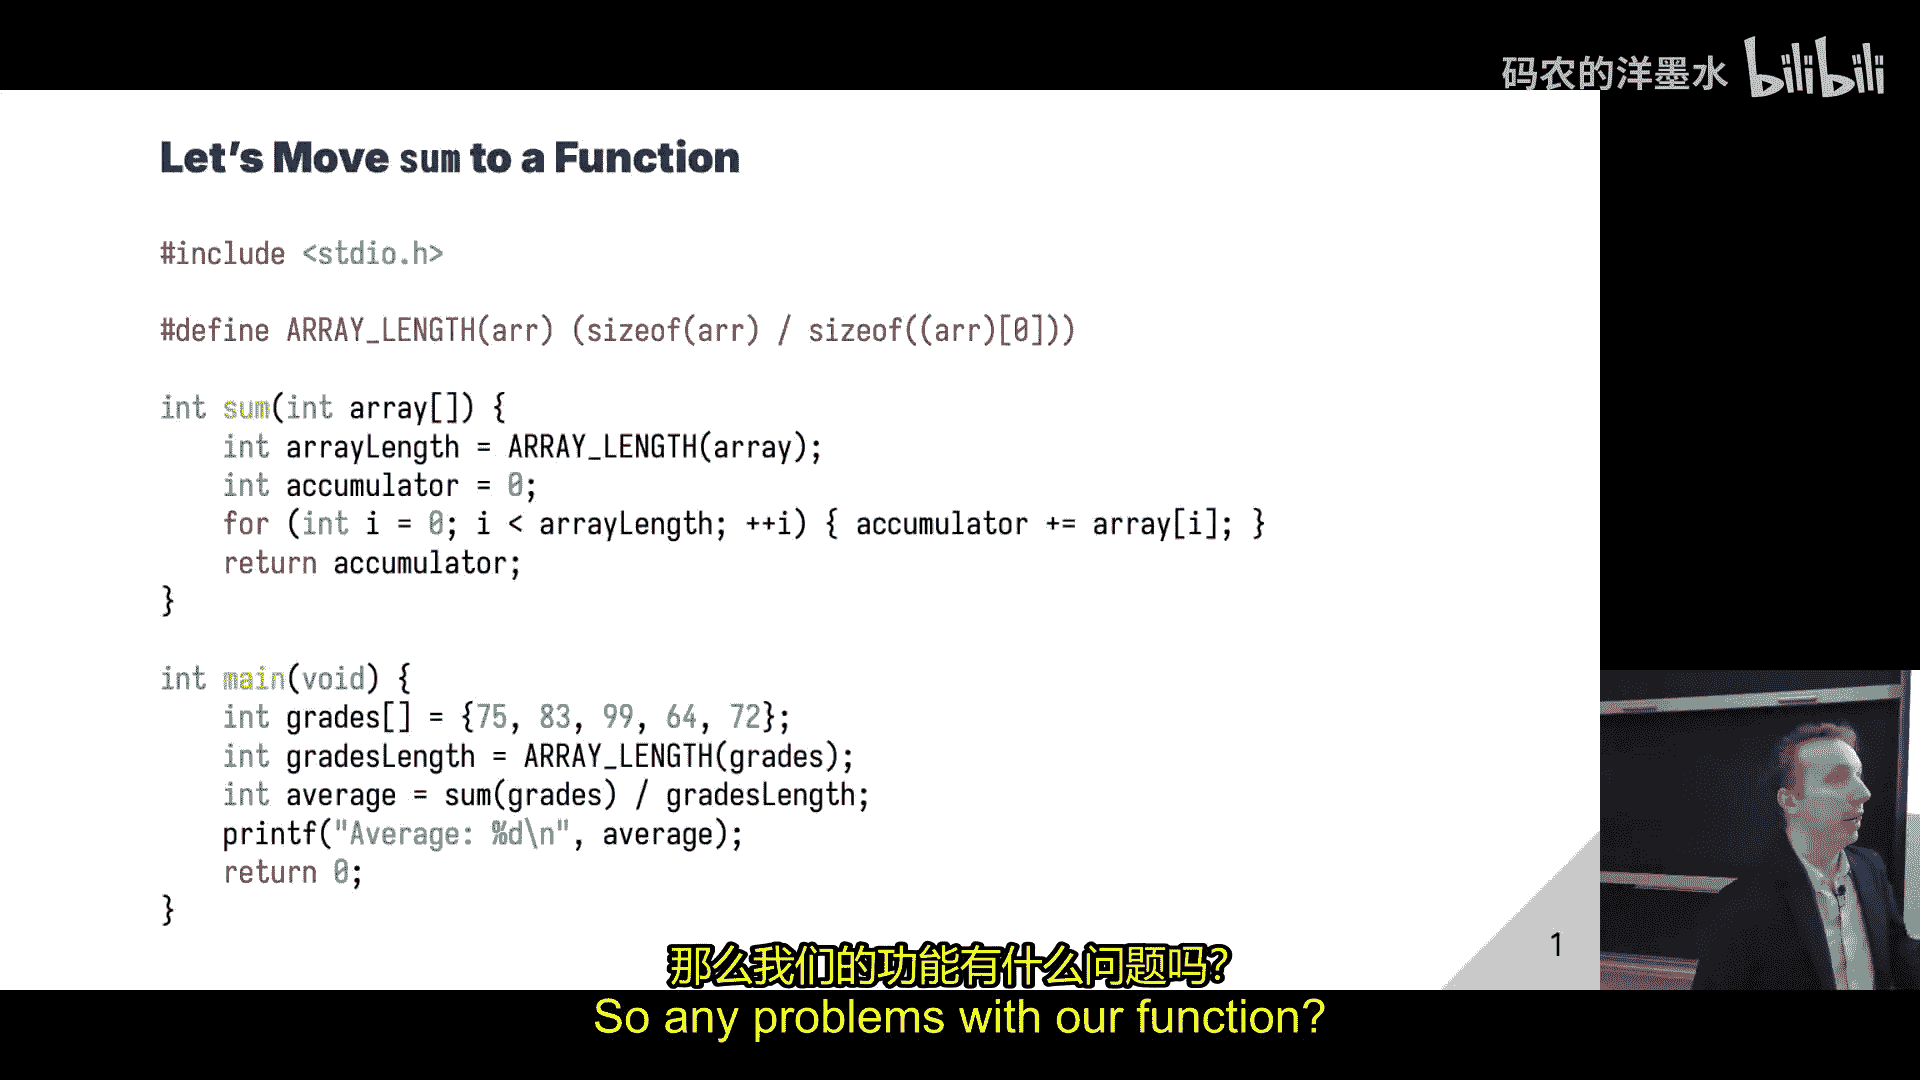 码农的洋墨水 bilibili
Let's Move sum to a Function
#include <stdio.h>
#define ARRAY_LENGTH(arr) (sizeof(arr) / sizeof((arr)[0]))
int sum(int array[]) {
    int arrayLength = ARRAY_LENGTH(array);
    int accumulator = 0;
    for (int i = 0; i < arrayLength; ++i) { accumulator += array[i]; }
    return accumulator;
}
int main(void) {
    int grades[] = {75, 83, 99, 64, 72};
    int gradesLength = ARRAY_LENGTH(grades);
    int average = sum(grades) / gradesLength;
    printf("Average: %d\n", average);
    return 0;
}
1
那么我们的功能有什么问题吗?
So any problems with our function?